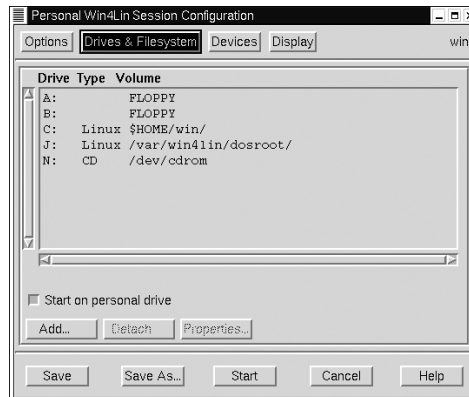 Personal Win4Lin Session Configuration
Options Drives & Filesystem Devices Display win
Drive Type Volume
A: FLOPPY
B: FLOPPY
C: Linux $HOME/win/
J: Linux /var/win4lin/dosroot/
N: CD /dev/cdrom
Start on personal drive
Add... Detach Properties...
Save Save As... Start Cancel Help